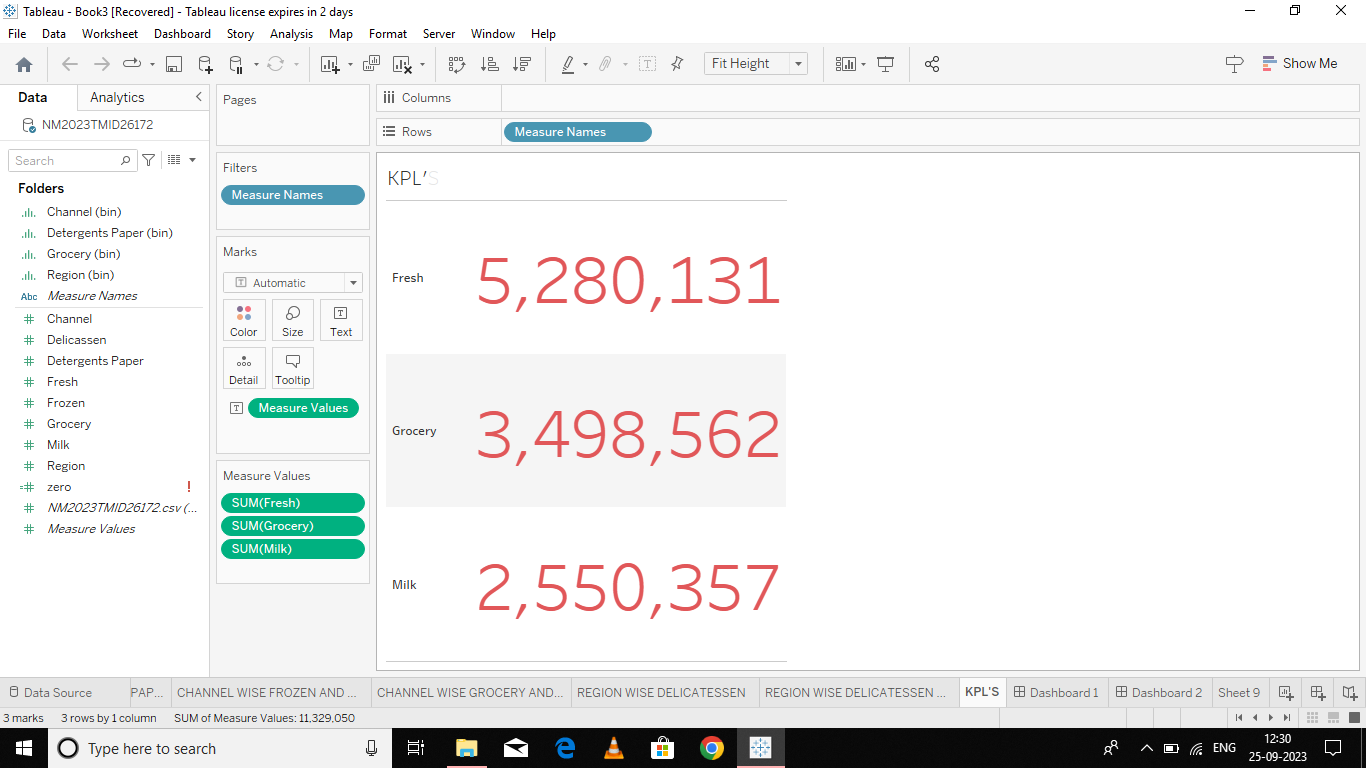 Tableau - Book3 [Recovered] - Tableau license expires in 2 days
File Data Worksheet Dashboard Story Analysis Map Format Server Window Help
Fit Height
Show Me
Data Analytics
NM2023TMID26172
Search
Folders
Channel (bin)
Detergents Paper (bin)
Grocery (bin)
Region (bin)
Abc Measure Names
Channel
Delicassen
Detergents Paper
Fresh
Frozen
Grocery
Milk
Region
zero !
NM2023TMID26172.csv (...
Measure Values
Pages
Filters
Measure Names
Marks
Automatic
Color Size Text
Detail Tooltip
Measure Values
Measure Values
SUM(Fresh)
SUM(Grocery)
SUM(Milk)
Columns
Rows Measure Names
KPL'S
Fresh 5,280,131
Grocery 3,498,562
Milk 2,550,357
Data Source PAP... CHANNEL WISE FROZEN AND ... CHANNEL WISE GROCERY AND... REGION WISE DELICATESSEN REGION WISE DELICATESSEN ... KPL'S Dashboard 1 Dashboard 2 Sheet 9
3 marks 3 rows by 1 column SUM of Measure Values: 11,329,050
Type here to search
ENG
12:30
25-09-2023